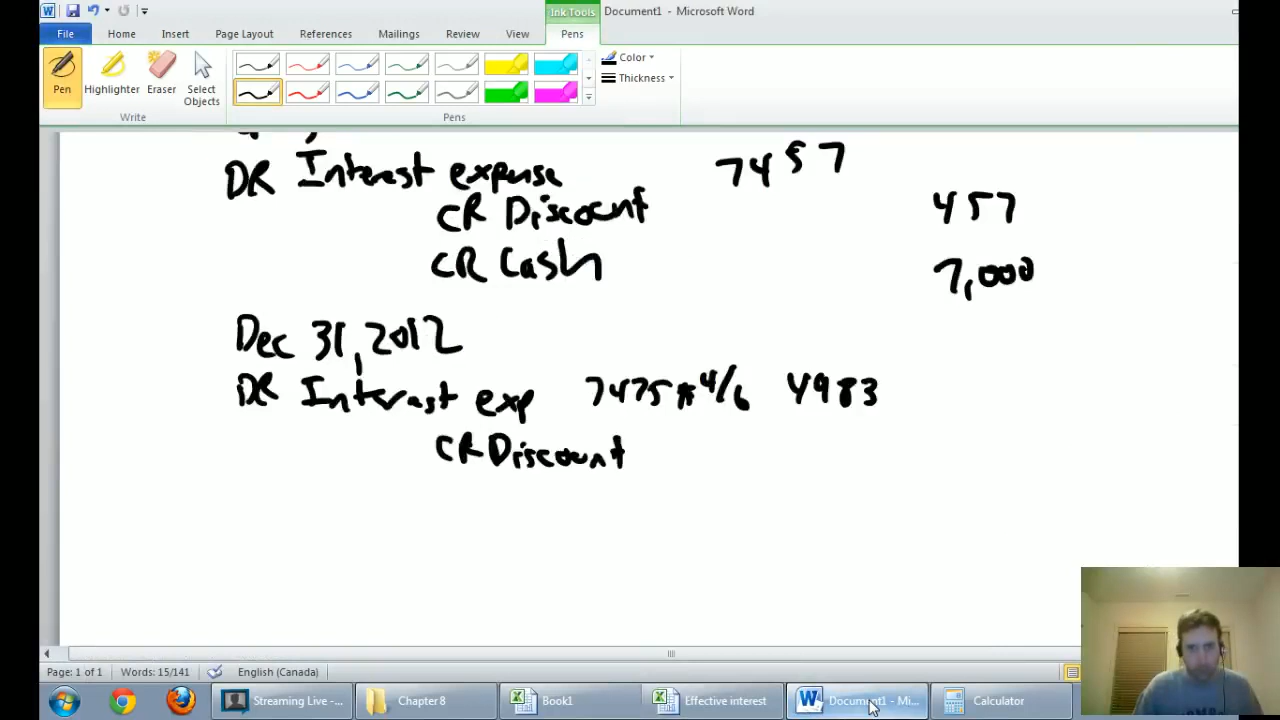 Ink Tools
Document1 - Microsoft Word
File Home Insert Page Layout References Mailings Review View Pens
Pen Highlighter Eraser Select Objects
Color
Thickness
Write Pens
DR Interest expense 7457
CR Discount 457
CR Cash 7,000
Dec 31, 2012
DR Interest exp 7475*4/6 4983
CR Discount
Page: 1 of 1 Words: 15/141 English (Canada)
Streaming Live -... Chapter 8 Book1 Effective interest Document1 - Mi... Calculator